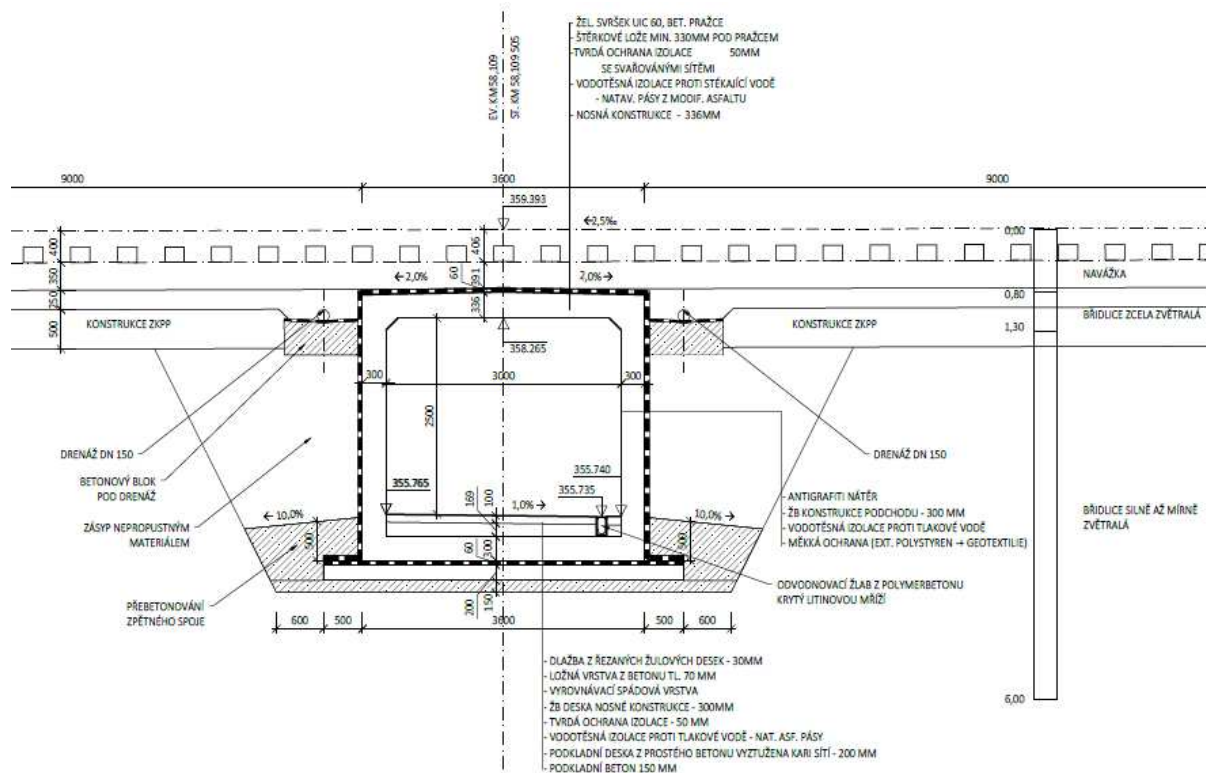 - ŽEL. SVRŠEK UIC 60, BET. PRAŽCE
- ŠTĚRKOVÉ LOŽE MIN. 330MM POD PRAŽCEM
-TVRDÁ OCHRANA IZOLACE 50MM
SE SVAŘOVÁNÝMI SÍTĚMI
- VODOTĚSNÁ IZOLACE PROTI STÉKAJÍCÍ VODĚ
- NATAV. PÁSY Z MODIF. ASFALTU
- NOSNÁ KONSTRUKCE - 336MM
EV. KM 58,109
ST. KM 58,109 505
9000
3600
9000
359.393
←2,5‰
0,00
400
406
350
←2,0%
60
391
2,0%→
NAVÁŽKA
250
336
0,80
KONSTRUKCE ZKPP
KONSTRUKCE ZKPP
BŘIDLICE ZCELA ZVĚTRALÁ
500
1,30
358.265
300
3000
300
2500
DRENÁŽ DN 150
DRENÁŽ DN 150
BETONOVÝ BLOK
POD DRENÁŽ
355.765
355.740
355.735
169
100
1,0%→
- ANTIGRAFITI NÁTĚR
- ŽB KONSTRUKCE PODCHODU - 300 MM
- VODOTĚSNÁ IZOLACE PROTI TLAKOVÉ VODĚ
- MĚKKÁ OCHRANA (EXT. POLYSTYREN → GEOTEXTILIE)
BŘIDLICE SILNĚ AŽ MÍRNĚ
ZVĚTRALÁ
←10,0%
10,0%→
ZÁSYP NEPROPUSTNÝM
MATERIÁLEM
500
500
60
300
ODVODNOVACÍ ŽLAB Z POLYMERBETONU
KRYTÝ LITINOVOU MŘÍŽÍ
PŘEBETONOVÁNÍ
ZPĚTNÉHO SPOJE
200
150
600
500
3600
500
600
- DLAŽBA Z ŘEZANÝCH ŽULOVÝCH DESEK - 30MM
- LOŽNÁ VRSTVA Z BETONU TL. 70 MM
- VYROVNÁVACÍ SPÁDOVÁ VRSTVA
- ŽB DESKA NOSNÉ KONSTRUKCE - 300MM
- TVRDÁ OCHRANA IZOLACE - 50 MM
- VODOTĚSNÁ IZOLACE PROTI TLAKOVÉ VODĚ - NAT. ASF. PÁSY
- PODKLADNÍ DESKA Z PROSTÉHO BETONU VYZTUŽENA KARI SÍTÍ - 200 MM
- PODKLADNÍ BETON 150 MM
6,00